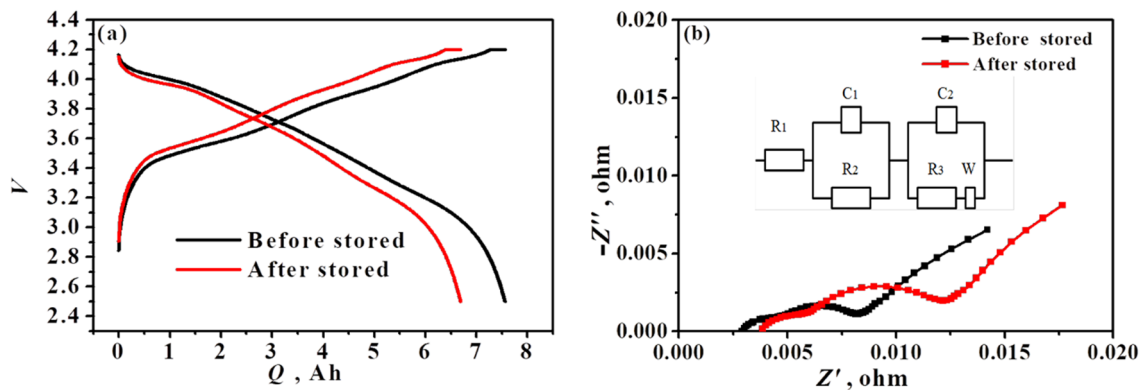 (a)
4.4
4.2
4.0
3.8
3.6
3.4
3.2
3.0
2.8
2.6
2.4
V
Before stored
After stored
0 1 2 3 4 5 6 7 8
Q , Ah
(b)
0.020
0.015
0.010
0.005
0.000
-Z'' , ohm
Before stored
After stored
C1 C2
R1
R2 R3 W
0.000 0.005 0.010 0.015 0.020
Z' , ohm